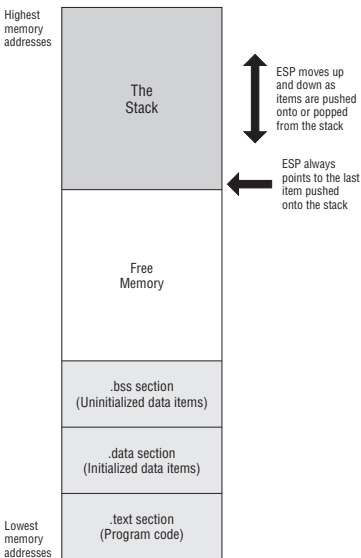 Highest
memory
addresses
The
Stack
ESP moves up
and down as
items are pushed
onto or popped
from the stack
ESP always
points to the last
item pushed
onto the stack
Free
Memory
.bss section
(Uninitialized data items)
.data section
(Initialized data items)
.text section
(Program code)
Lowest
memory
addresses